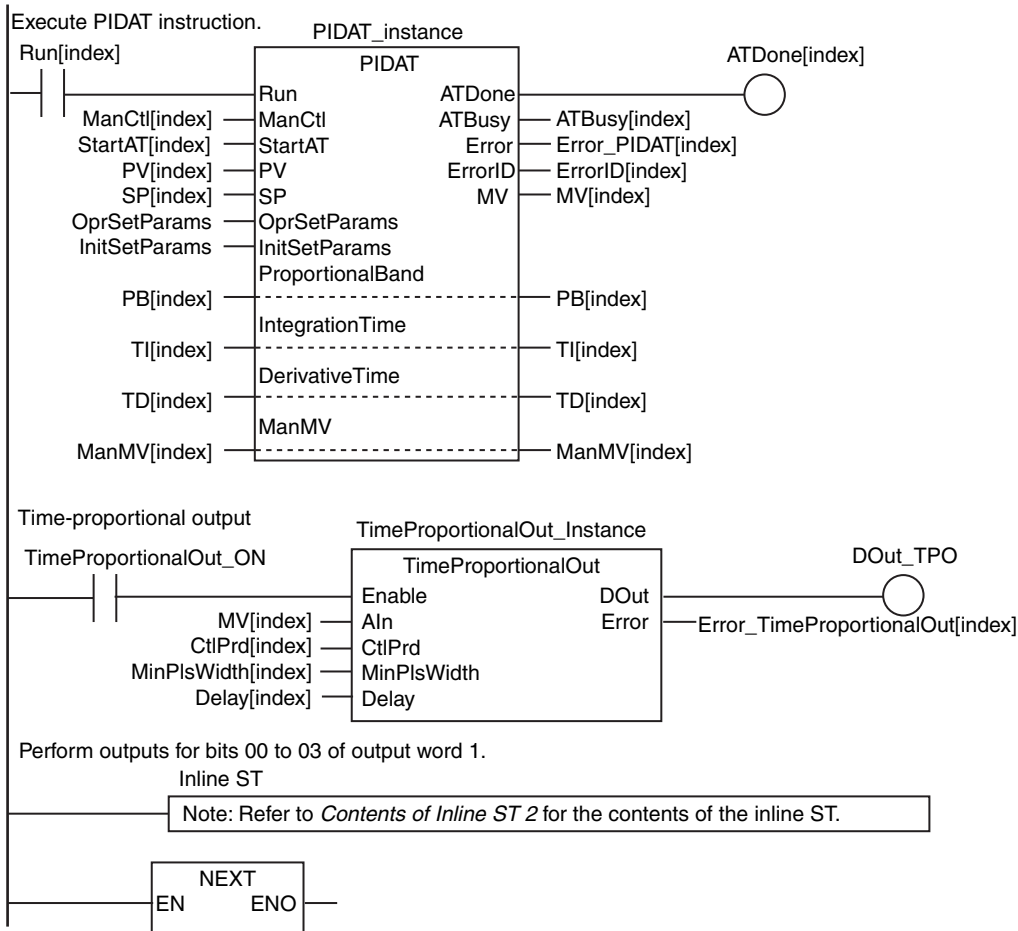 Execute PIDAT instruction.
PIDAT_instance
Run[index]
PIDAT
ATDone[index]
Run ATDone
ManCtl[index] ManCtl ATBusy ATBusy[index]
StartAT[index] StartAT Error Error_PIDAT[index]
PV[index] PV ErrorID ErrorID[index]
SP[index] SP MV MV[index]
OprSetParams OprSetParams
InitSetParams InitSetParams
ProportionalBand
PB[index] PB[index]
IntegrationTime
TI[index] TI[index]
DerivativeTime
TD[index] TD[index]
ManMV
ManMV[index] ManMV[index]
Time-proportional output
TimeProportionalOut_Instance
TimeProportionalOut_ON
TimeProportionalOut
DOut_TPO
Enable DOut
MV[index] AIn Error Error_TimeProportionalOut[index]
CtlPrd[index] CtlPrd
MinPlsWidth[index] MinPlsWidth
Delay[index] Delay
Perform outputs for bits 00 to 03 of output word 1.
Inline ST
Note: Refer to Contents of Inline ST 2 for the contents of the inline ST.
NEXT
EN ENO